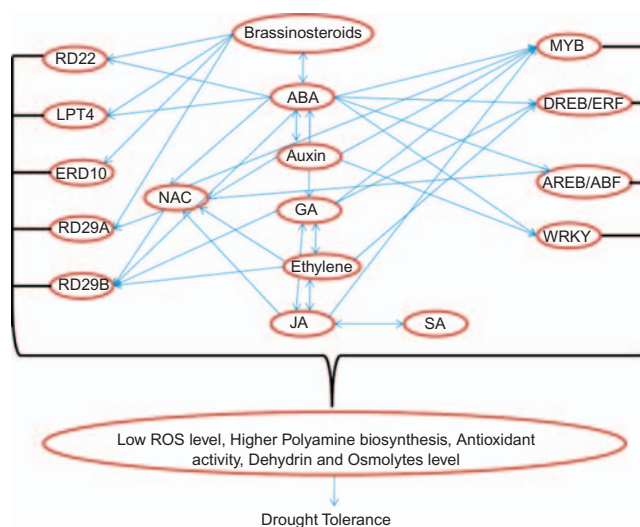 Brassinosteroids
RD22
MYB
ABA
LPT4
DREB/ERF
Auxin
ERD10
AREB/ABF
NAC
GA
RD29A
WRKY
Ethylene
RD29B
JA
SA
Low ROS level, Higher Polyamine biosynthesis, Antioxidant
activity, Dehydrin and Osmolytes level
Drought Tolerance